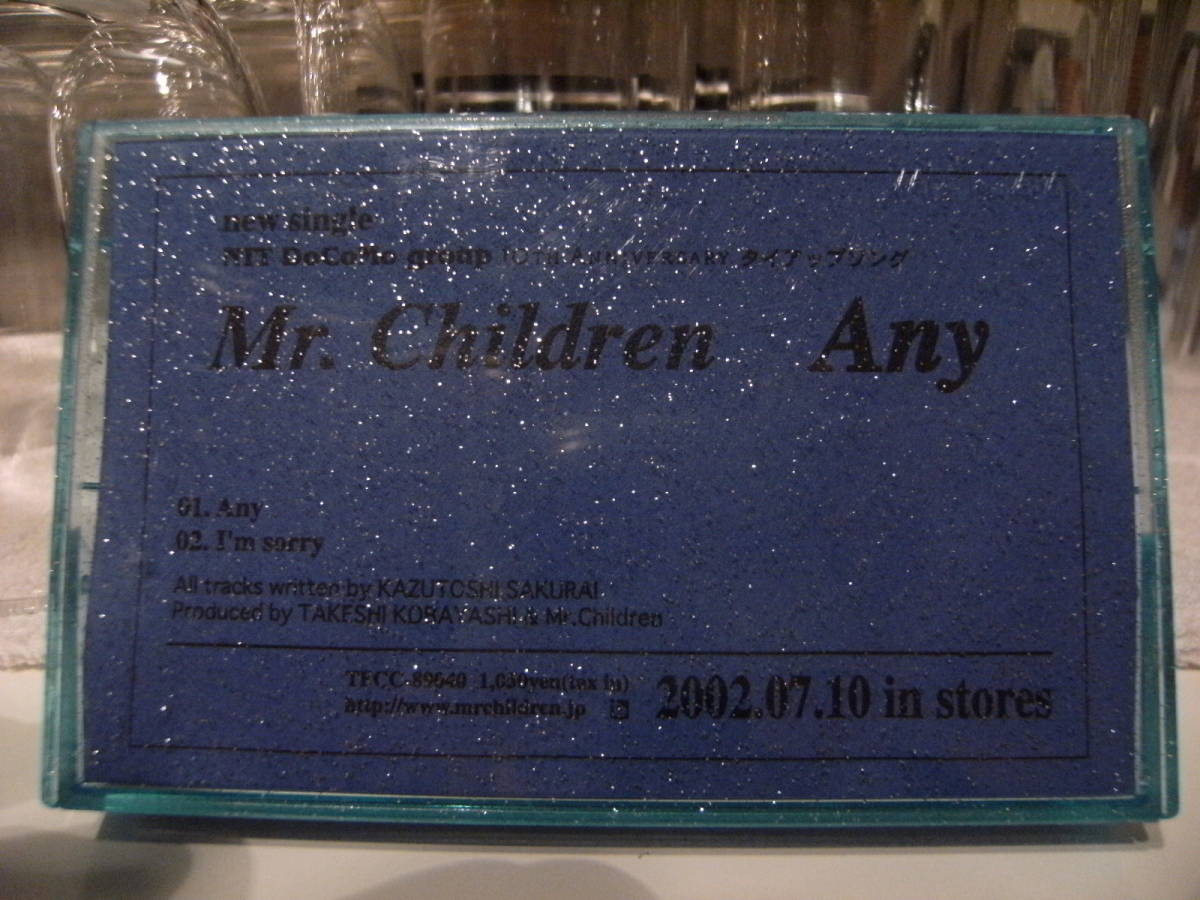 new single
NTT DoCoMo group 10TH ANNIVERSARY タイアップソング
Mr. Children Any
01. Any
02. I'm sorry
All tracks written by KAZUTOSHI SAKURAI
Produced by TAKESHI KOBAYASHI & Mr.Children
TFCC-89040 1,050yen(tax in)
http://www.mrchildren.jp
2002.07.10 in stores